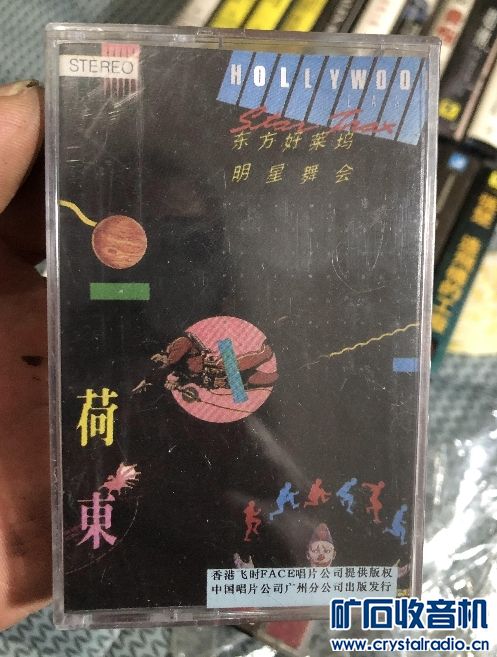 STEREO
HOLLYWOO
Star Trax
东方好莱坞
明星舞会
荷
東
香港飞时FACE唱片公司提供版权
中国唱片公司广州分公司出版发行
矿石收音机
www.crystalradio.cn